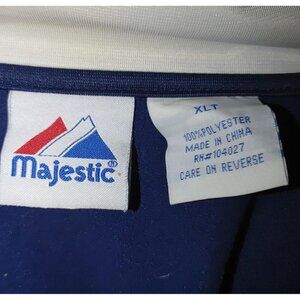 Majestic®
XLT
100% POLYESTER
MADE IN CHINA
RN#104027
CARE ON REVERSE